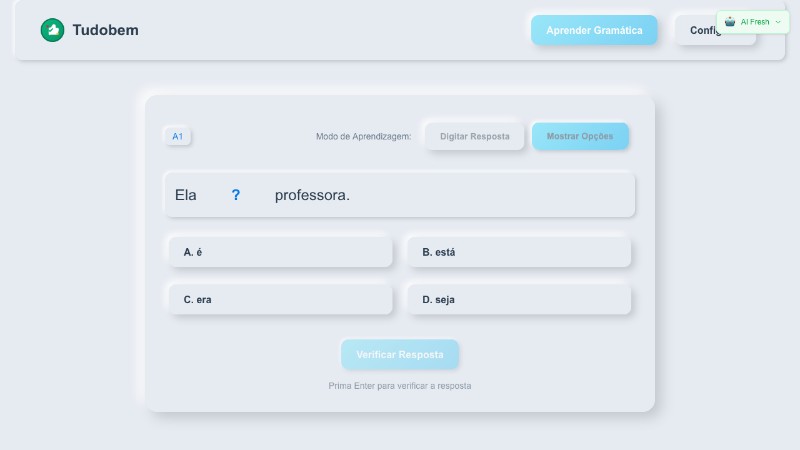 Tudobem
Aprender Gramática
Config
AI Fresh
A1
Modo de Aprendizagem:
Digitar Resposta
Mostrar Opções
Ela ? professora.
A. é
B. está
C. era
D. seja
Verificar Resposta
Prima Enter para verificar a resposta